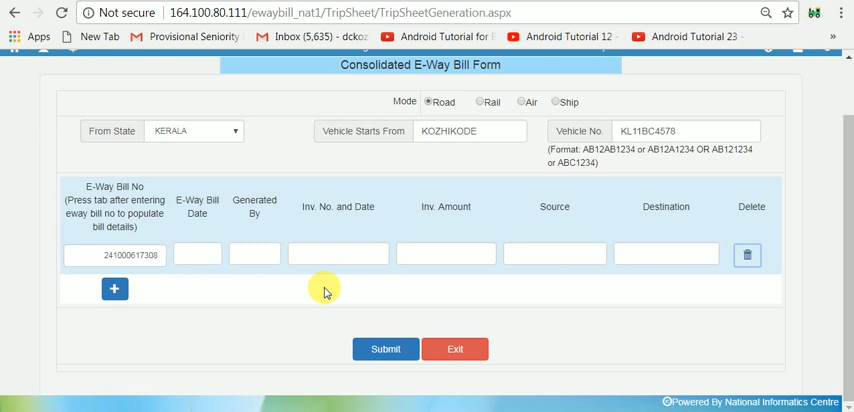 Not secure | 164.100.80.111/ewaybill_nat1/TripSheet/TripSheetGeneration.aspx
Apps New Tab Provisional Seniority Inbox (5,635) - dckoz Android Tutorial for Android Tutorial 12 - Android Tutorial 23 - »
Consolidated E-Way Bill Form
Mode Road Rail Air Ship
From State KERALA Vehicle Starts From KOZHIKODE Vehicle No. KL11BC4578
(Format: AB12AB1234 or AB12A1234 OR AB121234
or ABC1234)
E-Way Bill No
(Press tab after entering
eway bill no to populate
bill details)
E-Way Bill
Date
Generated
By
Inv. No. and Date
Inv. Amount
Source
Destination
Delete
241000617308
+
Submit Exit
©Powered By National Informatics Centre